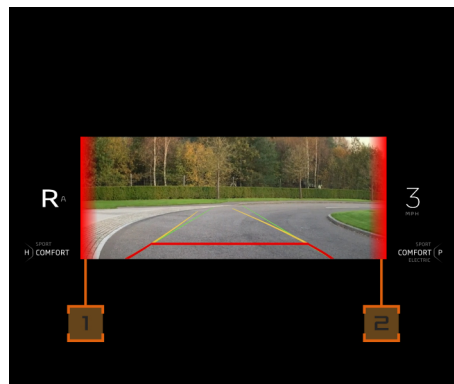 R A
3
MPH
SPORT
H) COMFORT
SPORT
COMFORT (P
ELECTRIC
1
2